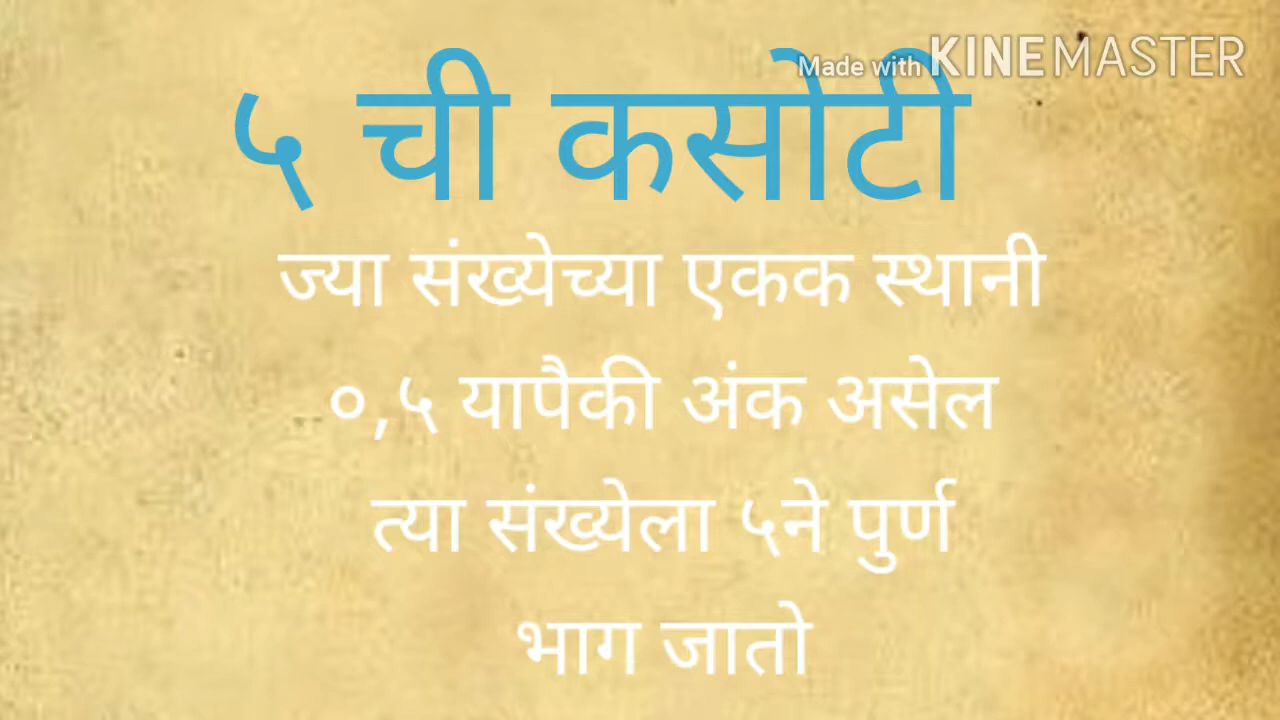 Made with KINEMASTER
५ ची कसोटी
ज्या संख्येच्या एकक स्थानी
०,५ यापैकी अंक असेल
त्या संख्येला ५ने पुर्ण
भाग जातो